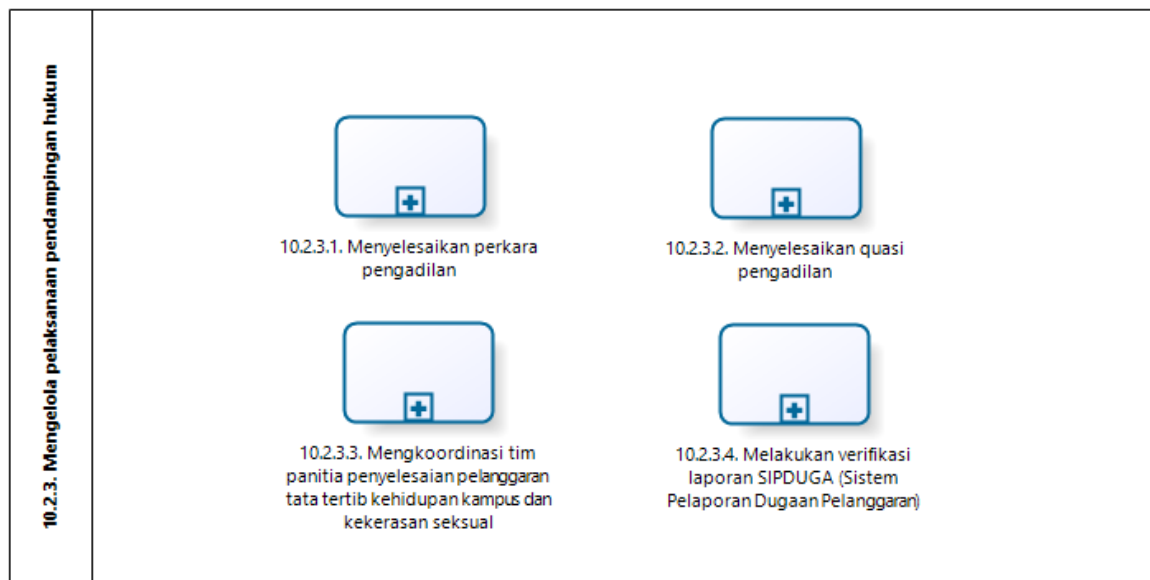 10.2.3. Mengelola pelaksanaan pendampingan hukum
10.2.3.1. Menyelesaikan perkara
pengadilan
10.2.3.2. Menyelesaikan quasi
pengadilan
10.2.3.3. Mengkoordinasi tim
panitia penyelesaian pelanggaran
tata tertib kehidupan kampus dan
kekerasan seksual
10.2.3.4. Melakukan verifikasi
laporan SIPDUGA (Sistem
Pelaporan Dugaan Pelanggaran)